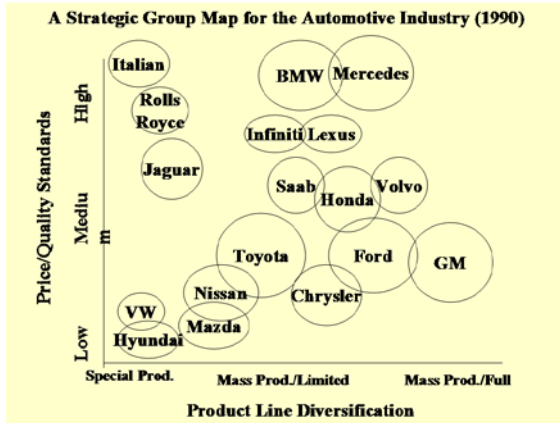 A Strategic Group Map for the Automotive Industry (1990)
Italian
BMW
Mercedes
Rolls
Royce
Infiniti
Lexus
Jaguar
Saab
Honda
Volvo
Toyota
Ford
GM
Nissan
Chrysler
VW
Mazda
Hyundai
Price/Quality Standards
HIgh
Mediu
m
Low
Special Prod.
Mass Prod./Limited
Mass Prod./Full
Product Line Diversification